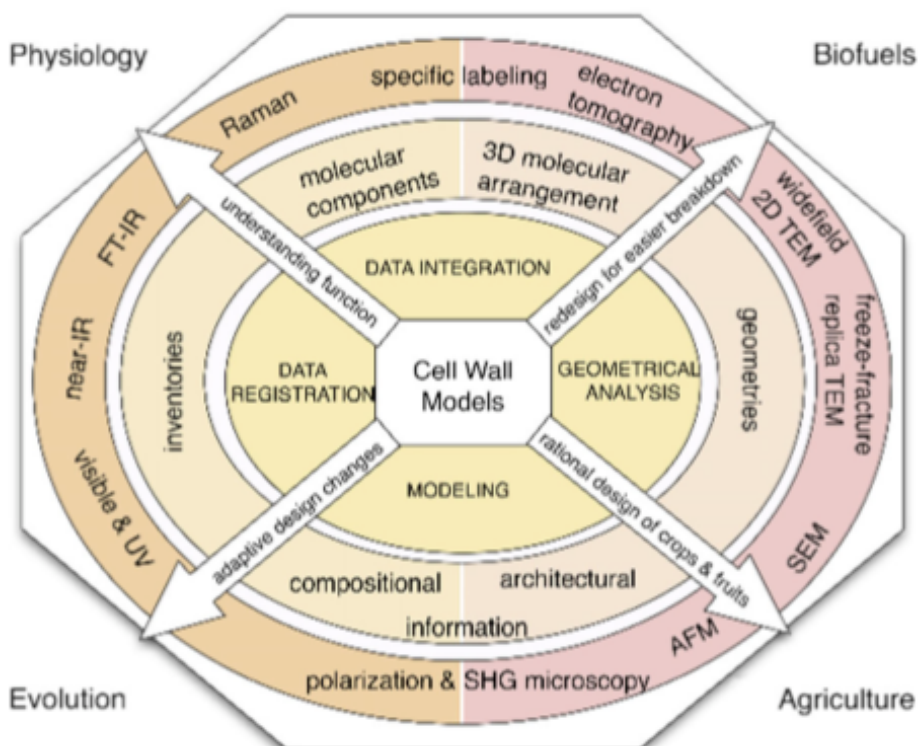 Physiology
Biofuels
Raman
specific labeling
electron
tomography
molecular
components
3D molecular
arrangement
widefield
2D TEM
FT-IR
understanding function
redesign for easier breakdown
DATA INTEGRATION
near-IR
inventories
DATA
REGISTRATION
Cell Wall
Models
GEOMETRICAL
ANALYSIS
geometries
freeze-fracture
replica TEM
visible & UV
adaptive design changes
MODELING
rational design of crops & fruits
SEM
compositional
architectural
information
AFM
polarization & SHG microscopy
Evolution
Agriculture